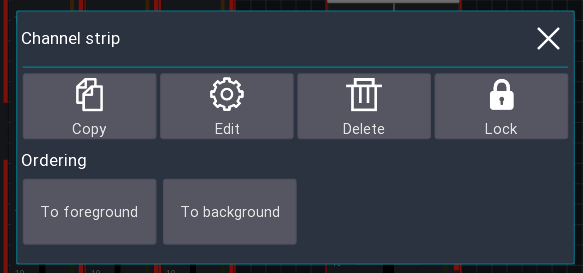 Channel strip
Copy
Edit
Delete
Lock
Ordering
To foreground
To background